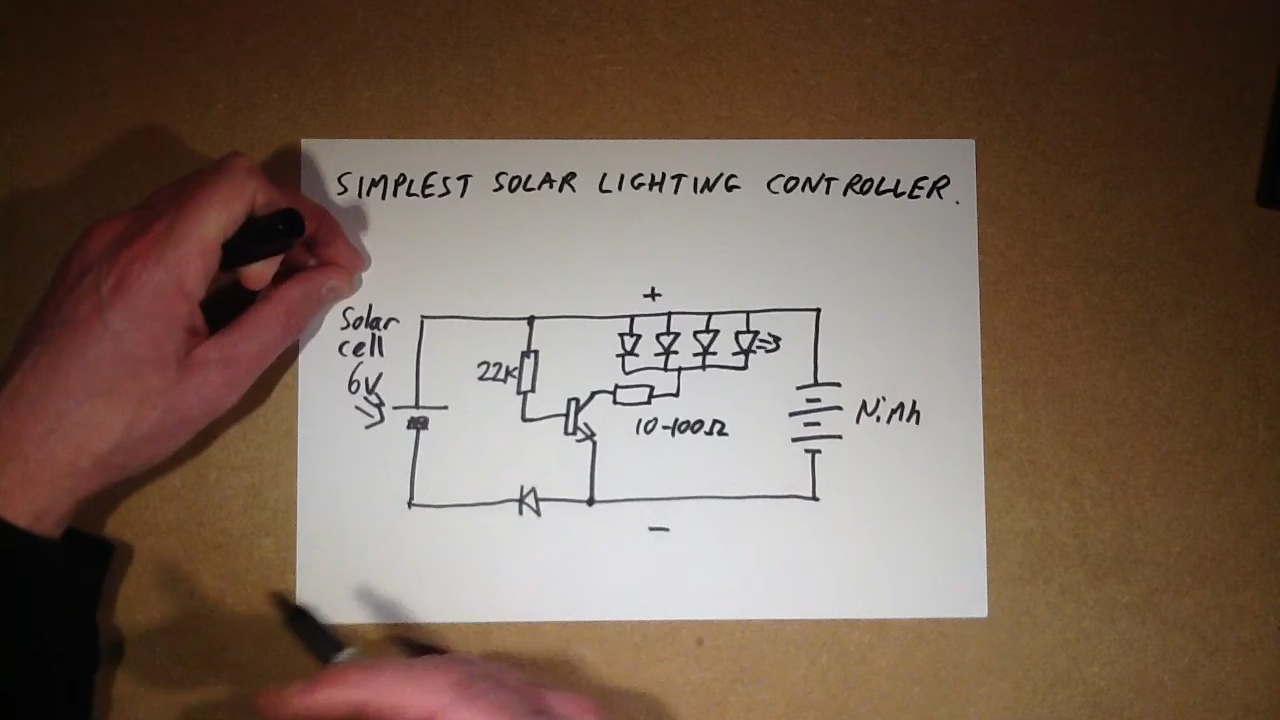 SIMPLEST SOLAR LIGHTING CONTROLLER.
+
Solar
cell
6V
22K
10-100Ω
NiMh
-